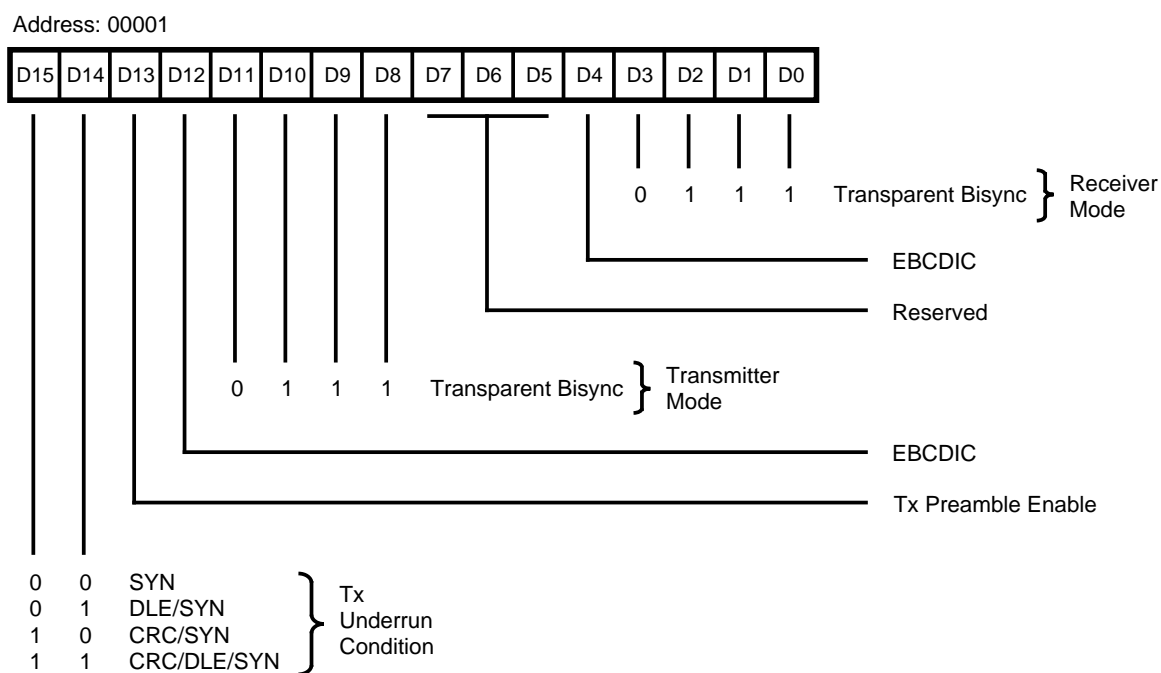 Address: 00001
D15 D14 D13 D12 D11 D10 D9 D8 D7 D6 D5 D4 D3 D2 D1 D0
0 1 1 1 Transparent Bisync Receiver
Mode
EBCDIC
Reserved
0 1 1 1 Transparent Bisync Transmitter
Mode
EBCDIC
Tx Preamble Enable
0 0 SYN
0 1 DLE/SYN
1 0 CRC/SYN
1 1 CRC/DLE/SYN
Tx
Underrun
Condition